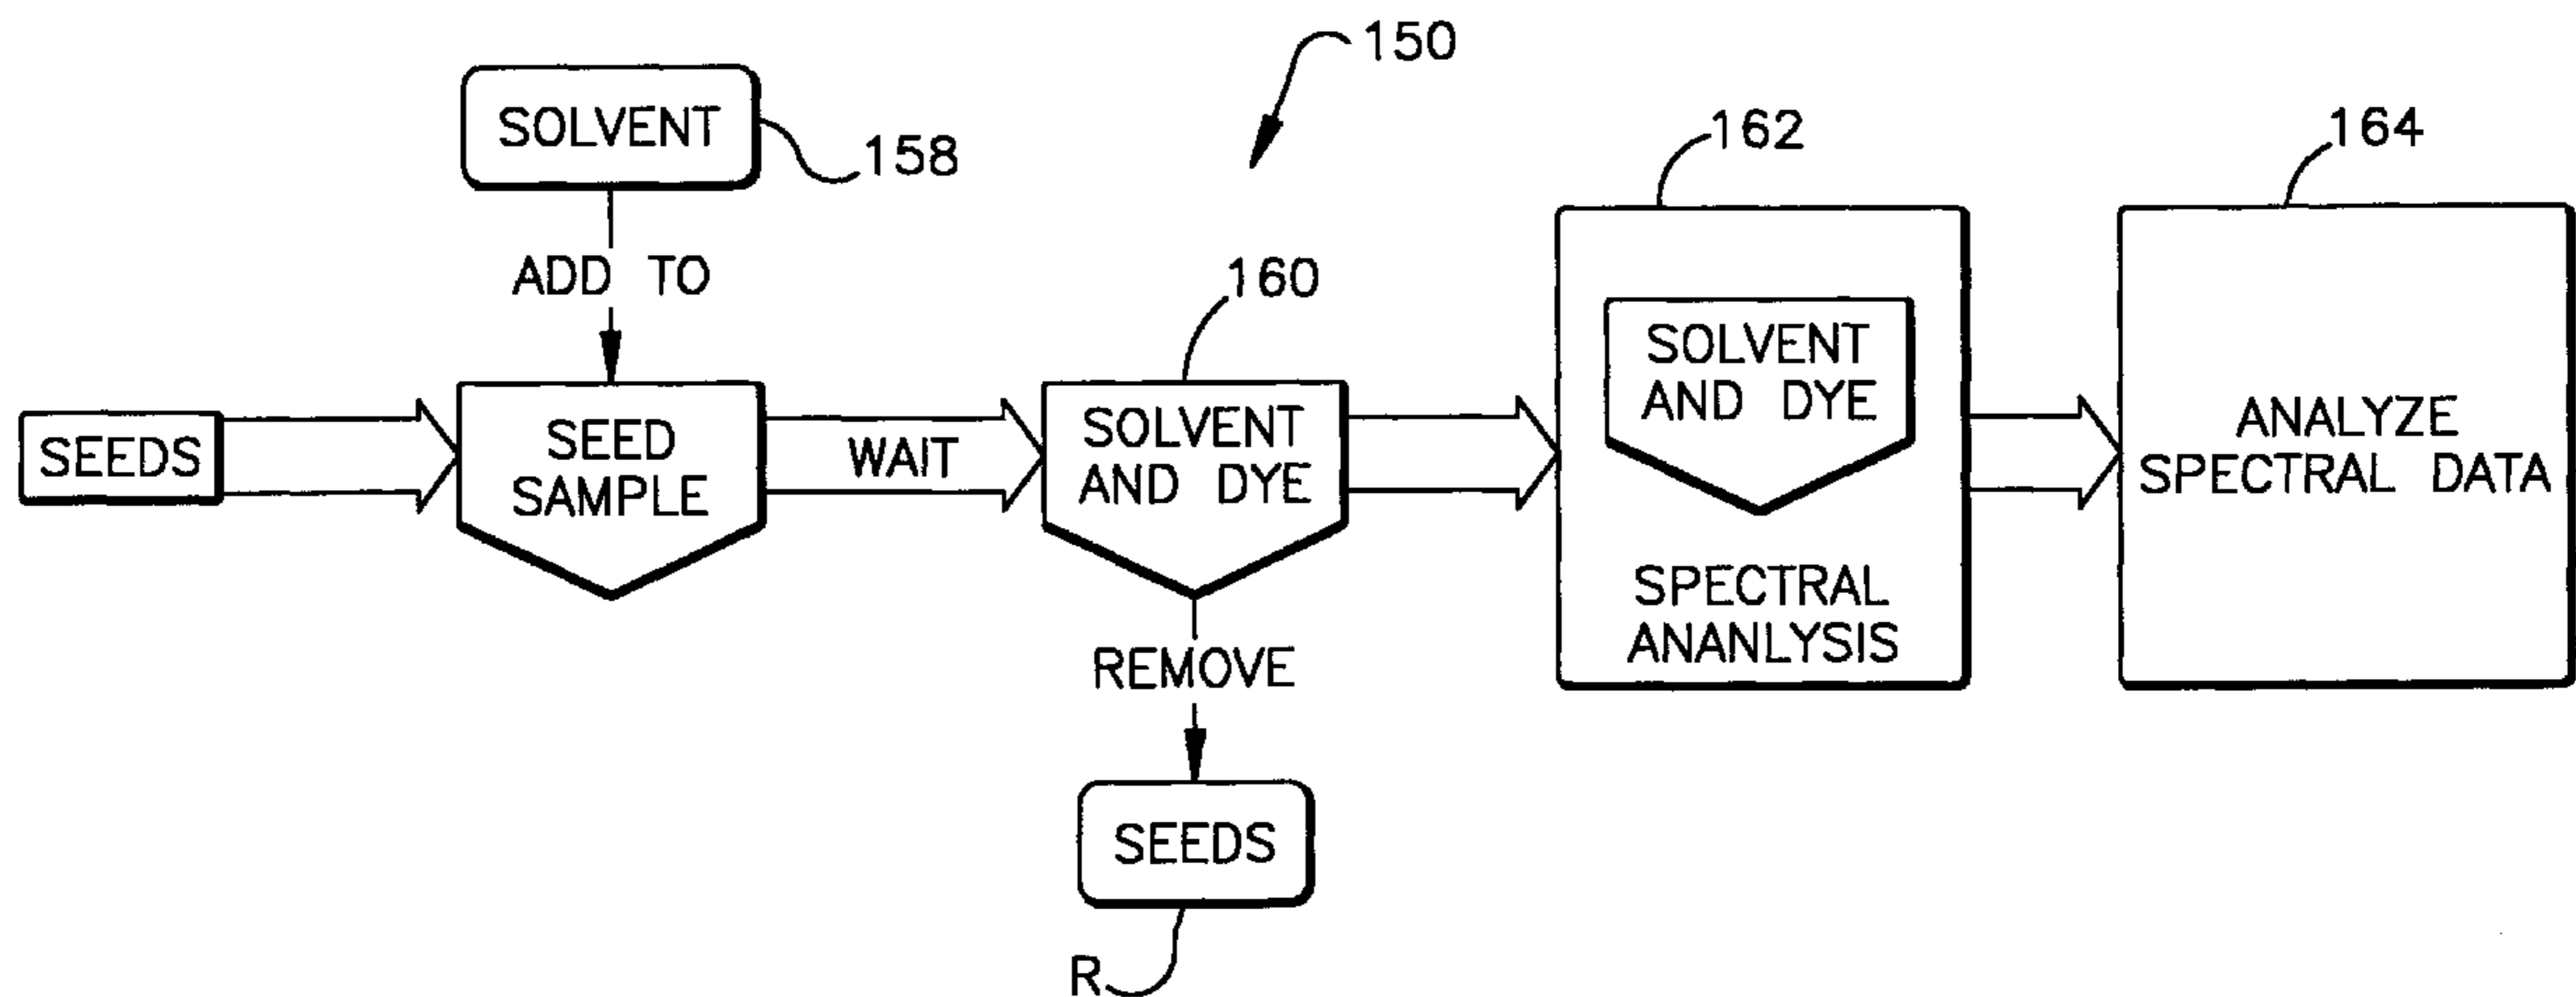 150
SOLVENT
158
162
164
ADD TO
160
SEEDS
SEED
SAMPLE
WAIT
SOLVENT
AND DYE
SOLVENT
AND DYE
SPECTRAL
ANANLYSIS
ANALYZE
SPECTRAL DATA
REMOVE
SEEDS
R